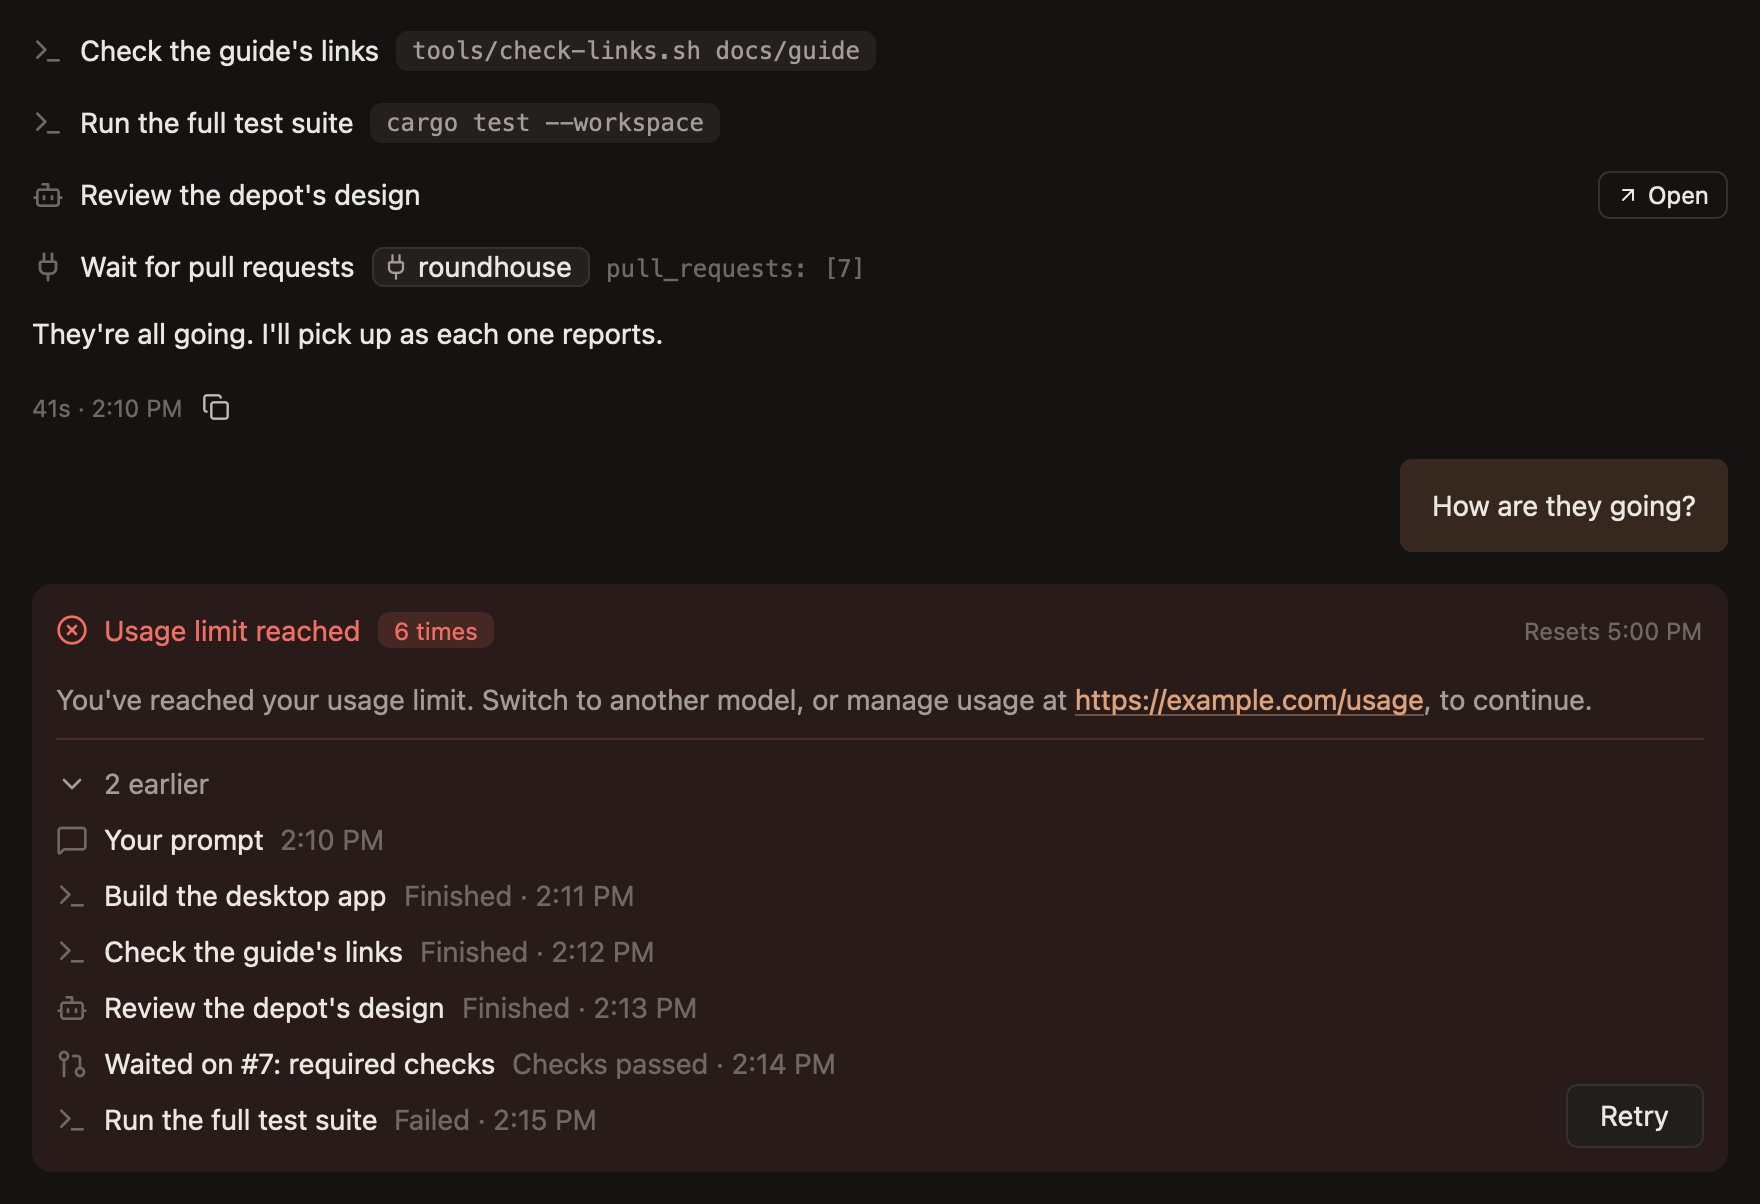 Check the guide's links tools/check-links.sh docs/guide
Run the full test suite cargo test --workspace
Review the depot's design Open
Wait for pull requests roundhouse pull_requests: [7]
They're all going. I'll pick up as each one reports.
41s · 2:10 PM
How are they going?
Usage limit reached 6 times Resets 5:00 PM
You've reached your usage limit. Switch to another model, or manage usage at https://example.com/usage, to continue.
2 earlier
Your prompt 2:10 PM
Build the desktop app Finished · 2:11 PM
Check the guide's links Finished · 2:12 PM
Review the depot's design Finished · 2:13 PM
Waited on #7: required checks Checks passed · 2:14 PM
Run the full test suite Failed · 2:15 PM
Retry